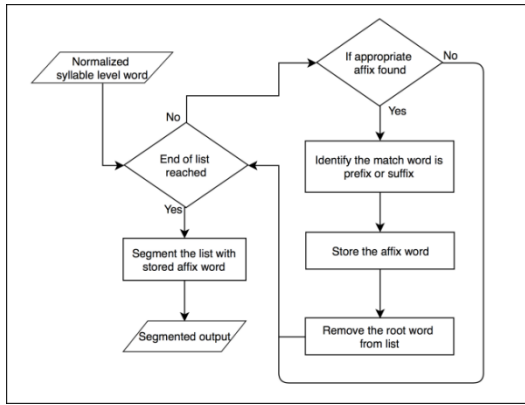 Normalized
syllable level word
No
End of list
reached
Yes
Segment the list with
stored affix word
Segmented output
If appropriate
affix found
No
Yes
Identify the match word is
prefix or suffix
Store the affix word
Remove the root word
from list